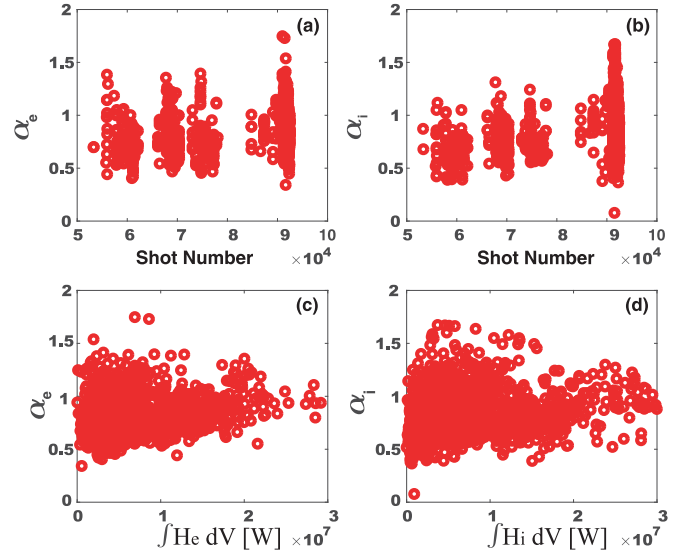 (a)
2
1.5
1
0.5
0
α_e
5 6 7 8 9 10
Shot Number ×10^4
(b)
2
1.5
1
0.5
0
α_i
5 6 7 8 9 10
Shot Number ×10^4
(c)
2
1.5
1
0.5
0
α_e
0 1 2 3
∫He dV [W] ×10^7
(d)
2
1.5
1
0.5
0
α_i
0 1 2 3
∫Hi dV [W] ×10^7